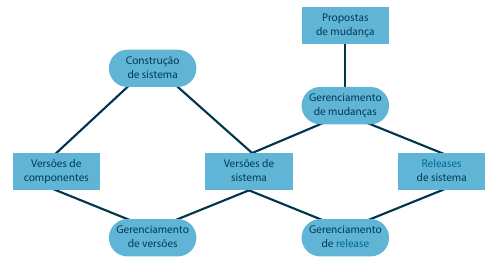 Propostas
de mudança
Construção
de sistema
Gerenciamento
de mudanças
Versões de
componentes
Versões de
sistema
Releases
de sistema
Gerenciamento
de versões
Gerenciamento
de release